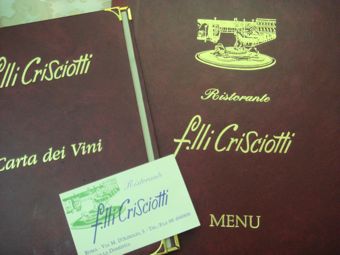 f.lli Crisciotti
Carta dei Vini
Ristorante
f.lli Crisciotti
MENU
Ristorante
f.lli Crisciotti